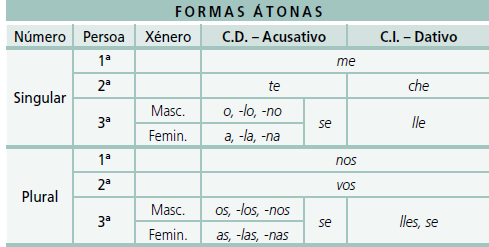 FORMAS ÁTONAS
Número Persoa Xénero C.D. – Acusativo C.I. – Dativo
Singular 1ª me
2ª te che
3ª Masc. o, -lo, -no se lle
Femin. a, -la, -na
Plural 1ª nos
2ª vos
3ª Masc. os, -los, -nos se lles, se
Femin. as, -las, -nas